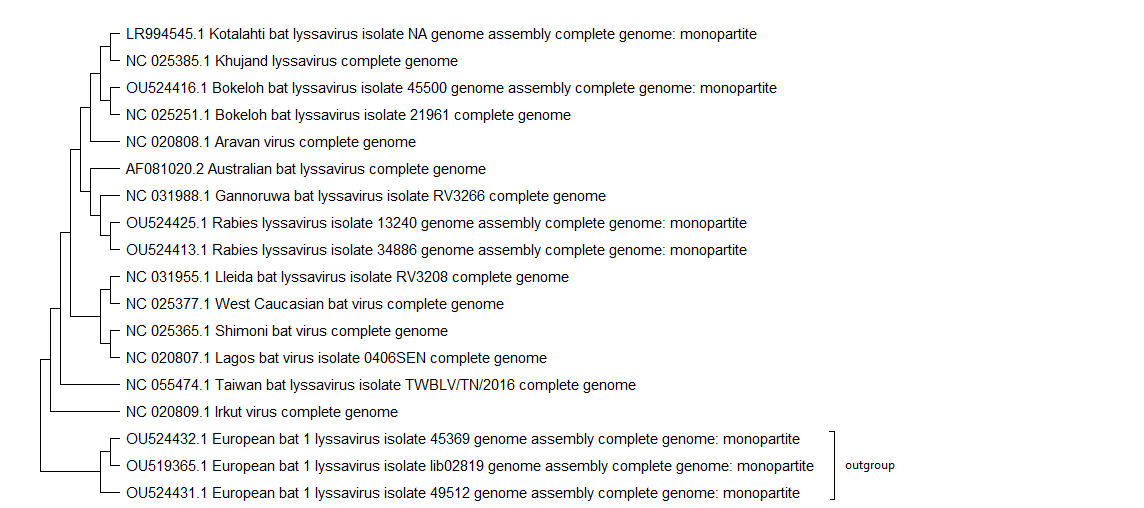 LR994545.1 Kotalahti bat lyssavirus isolate NA genome assembly complete genome: monopartite
NC 025385.1 Khujand lyssavirus complete genome
OU524416.1 Bokeloh bat lyssavirus isolate 45500 genome assembly complete genome: monopartite
NC 025251.1 Bokeloh bat lyssavirus isolate 21961 complete genome
NC 020808.1 Aravan virus complete genome
AF081020.2 Australian bat lyssavirus complete genome
NC 031988.1 Gannoruwa bat lyssavirus isolate RV3266 complete genome
OU524425.1 Rabies lyssavirus isolate 13240 genome assembly complete genome: monopartite
OU524413.1 Rabies lyssavirus isolate 34886 genome assembly complete genome: monopartite
NC 031955.1 Lleida bat lyssavirus isolate RV3208 complete genome
NC 025377.1 West Caucasian bat virus complete genome
NC 025365.1 Shimoni bat virus complete genome
NC 020807.1 Lagos bat virus isolate 0406SEN complete genome
NC 055474.1 Taiwan bat lyssavirus isolate TWBLV/TN/2016 complete genome
NC 020809.1 Irkut virus complete genome
OU524432.1 European bat 1 lyssavirus isolate 45369 genome assembly complete genome: monopartite
OU519365.1 European bat 1 lyssavirus isolate lib02819 genome assembly complete genome: monopartite
outgroup
OU524431.1 European bat 1 lyssavirus isolate 49512 genome assembly complete genome: monopartite